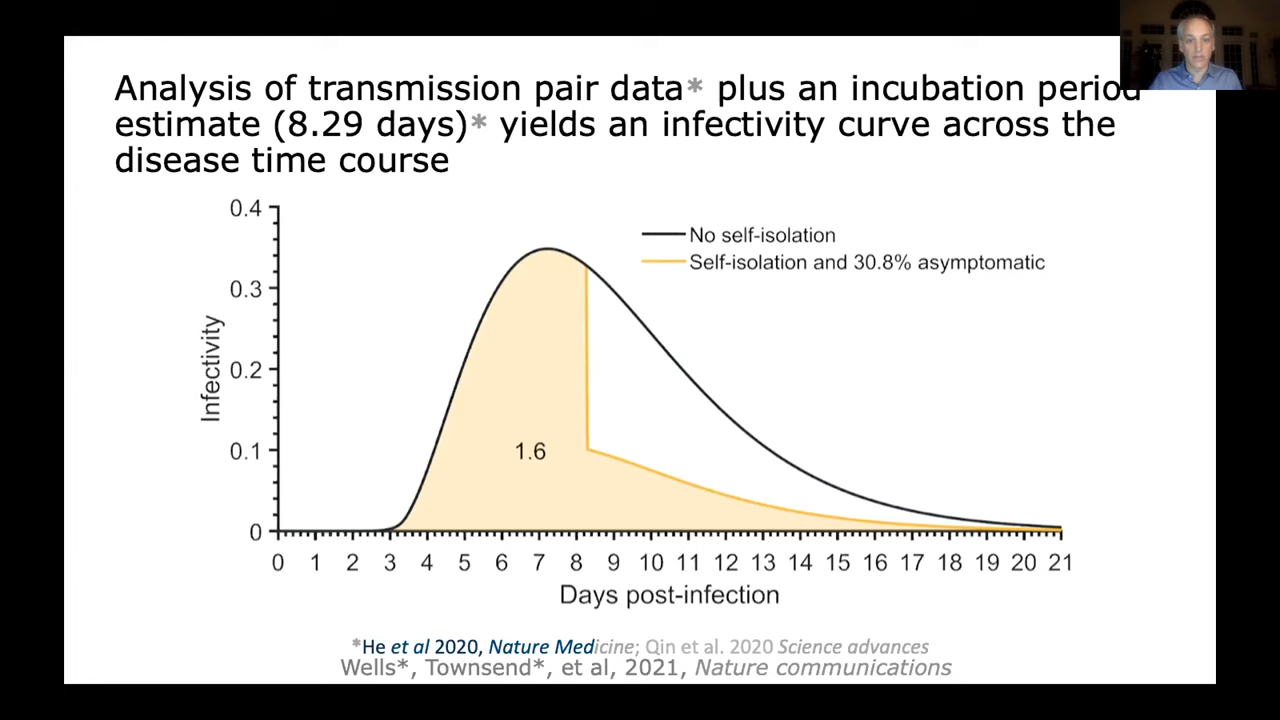 Analysis of transmission pair data* plus an incubation period
estimate (8.29 days)* yields an infectivity curve across the
disease time course
0.4
0.3
0.2
0.1
0
Infectivity
No self-isolation
Self-isolation and 30.8% asymptomatic
1.6
0 1 2 3 4 5 6 7 8 9 10 11 12 13 14 15 16 17 18 19 20 21
Days post-infection
*He et al 2020, Nature Medicine; Qin et al. 2020 Science advances
Wells*, Townsend*, et al, 2021, Nature communications